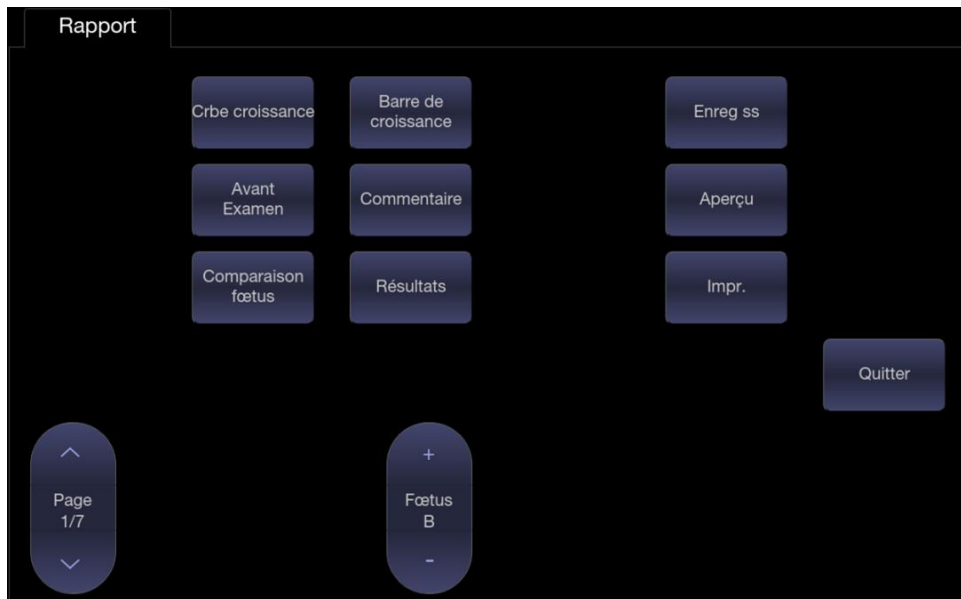 Rapport
Crbe croissance
Barre de
croissance
Enreg ss
Avant
Examen
Commentaire
Aperçu
Comparaison
fœtus
Résultats
Impr.
Quitter
Page
1/7
+
Fœtus
B
-